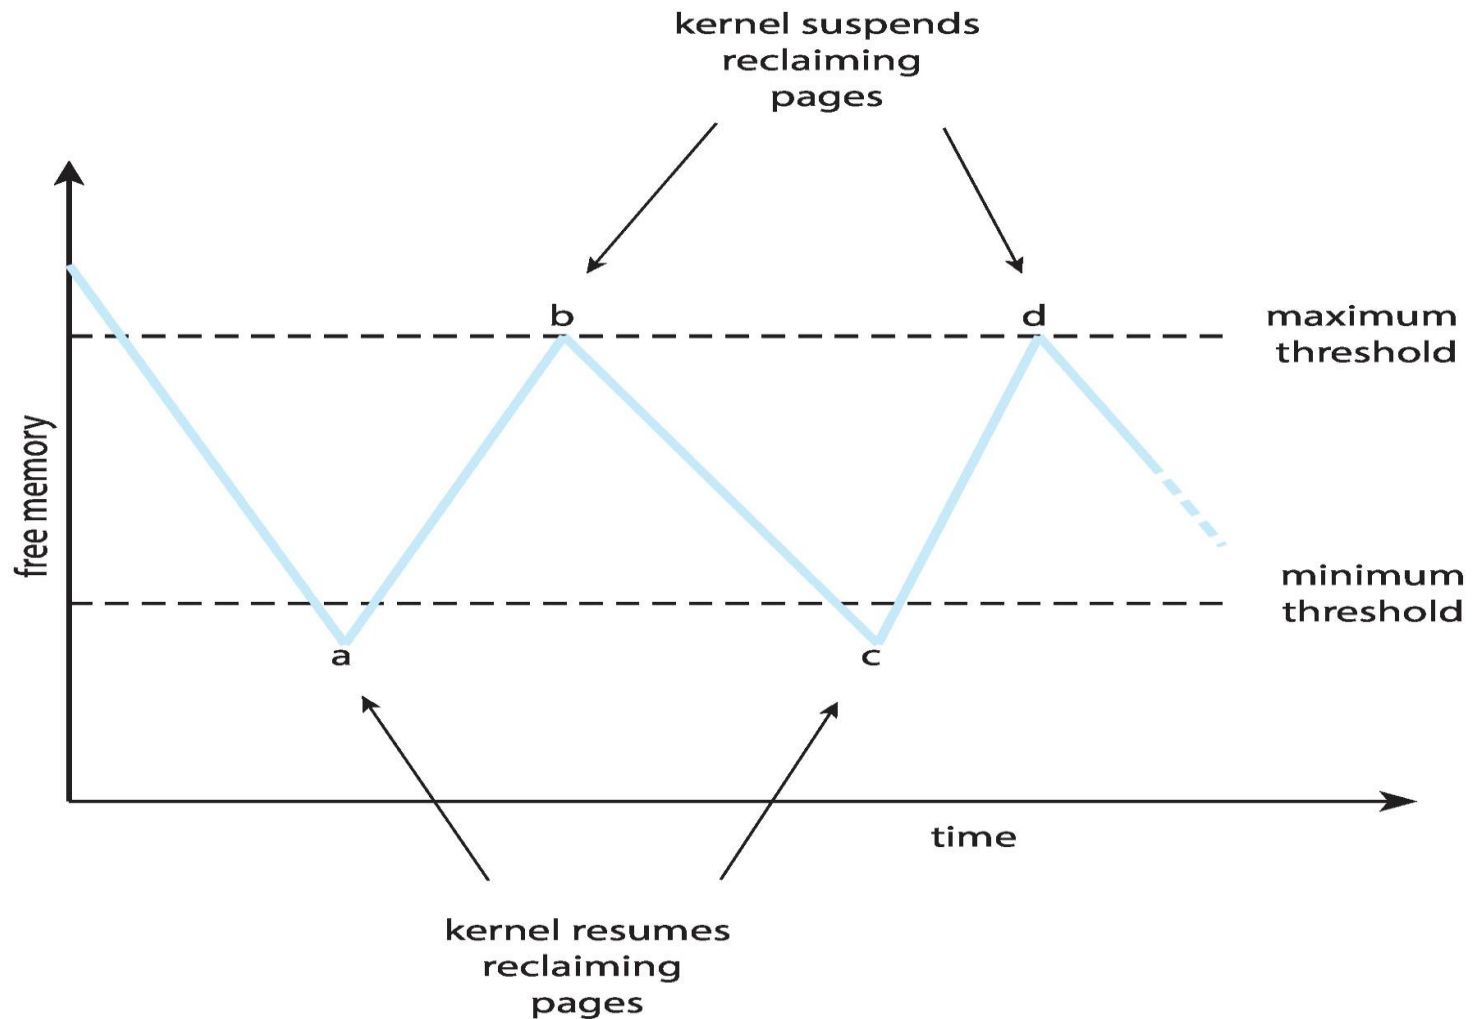 kernel suspends
reclaiming
pages
b
d
maximum
threshold
free memory
minimum
threshold
a
c
time
kernel resumes
reclaiming
pages